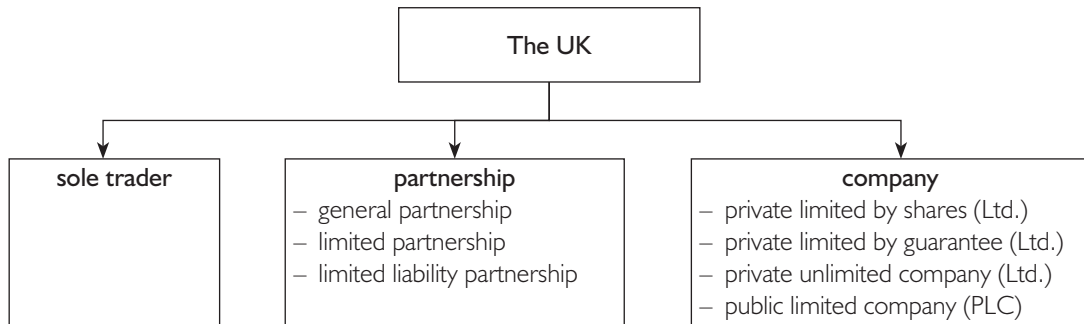 The UK
sole trader
partnership
– general partnership
– limited partnership
– limited liability partnership
company
– private limited by shares (Ltd.)
– private limited by guarantee (Ltd.)
– private unlimited company (Ltd.)
– public limited company (PLC)